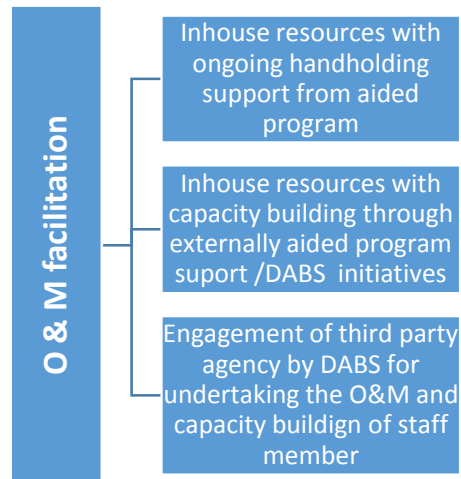 O & M facilitation
Inhouse resources with
ongoing handholding
support from aided
program
Inhouse resources with
capacity building through
externally aided program
suport /DABS initiatives
Engagement of third party
agency by DABS for
undertaking the O&M and
capacity buildign of staff
member